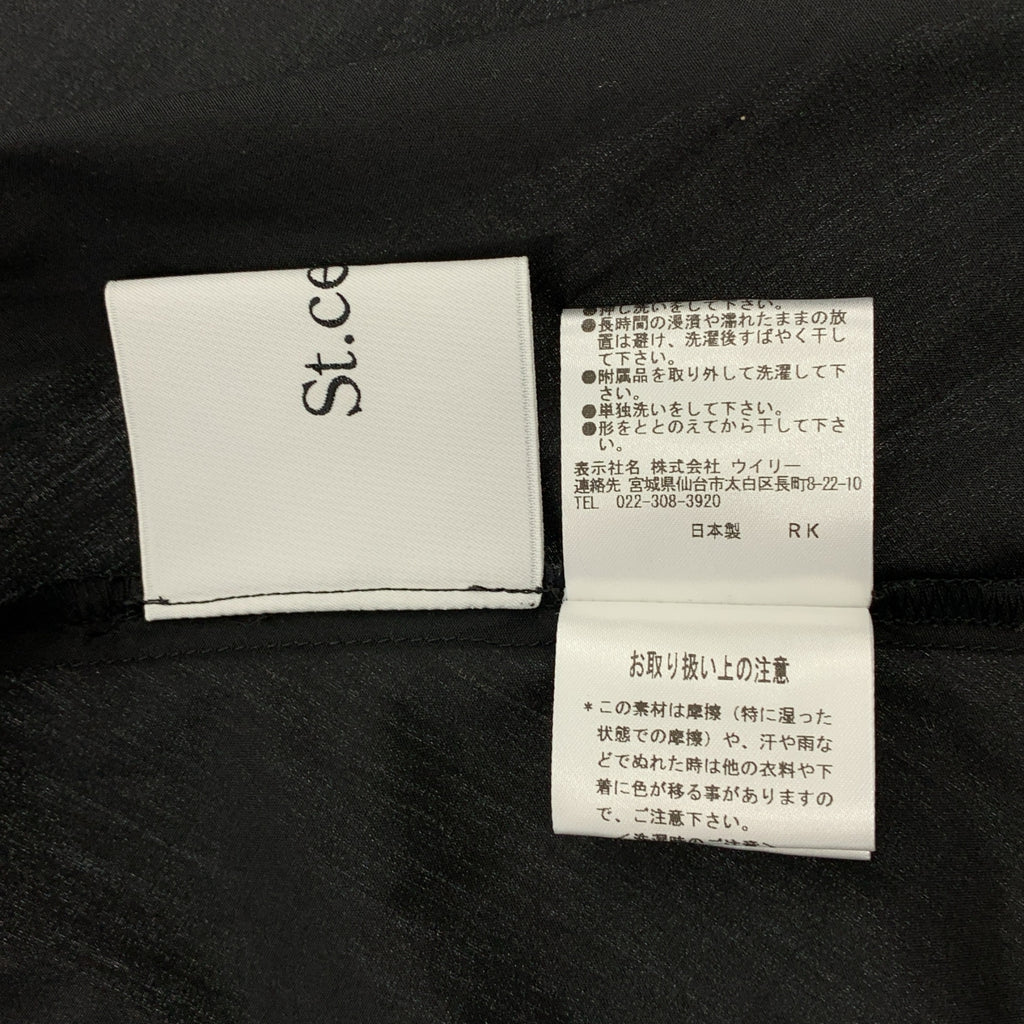 St.ce
●押し洗いをして下さい。
●長時間の浸漬や濡れたままの放
置は避け、洗濯後すばやく干し
て下さい。
●附属品を取り外して洗濯して下
さい。
●単独洗いをして下さい。
●形をととのえてから干して下さ
い。
表示社名 株式会社 ウイリー
連絡先 宮城県仙台市太白区長町8-22-10
TEL 022-308-3920
日本製 RK
お取り扱い上の注意
*この素材は摩擦（特に湿った
状態での摩擦）や、汗や雨な
どでぬれた時は他の衣料や下
着に色が移る事がありますの
で、ご注意下さい。